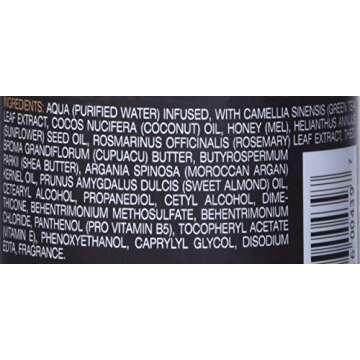 INGREDIENTS: AQUA (PURIFIED WATER) INFUSED, WITH CAMELLIA SINENSIS (GREEN TEA)
LEAF EXTRACT, COCOS NUCIFERA (COCONUT) OIL, HONEY (MEL), HELIANTHUS ANNUUS
(SUNFLOWER) SEED OIL, ROSMARINUS OFFICINALIS (ROSEMARY) LEAF EXTRACT,
BROMA GRANDIFLORUM (CUPUACU) BUTTER, BUTYROSPERMUM
PARKII (SHEA BUTTER), ARGANIA SPINOSA (MOROCCAN ARGAN)
KERNEL OIL, PRUNUS AMYGDALUS DULCIS (SWEET ALMOND) OIL,
CETEARYL ALCOHOL, PROPANEDIOL, CETYL ALCOHOL, DIME-
THICONE, BEHENTRIMONIUM METHOSULFATE, BEHENTRIMONIUM
CHLORIDE, PANTHENOL (PRO VITAMIN B5), TOCOPHERYL ACETATE
(VITAMIN E), PHENOXYETHANOL, CAPRYLYL GLYCOL, DISODIUM
EDTA, FRAGRANCE.